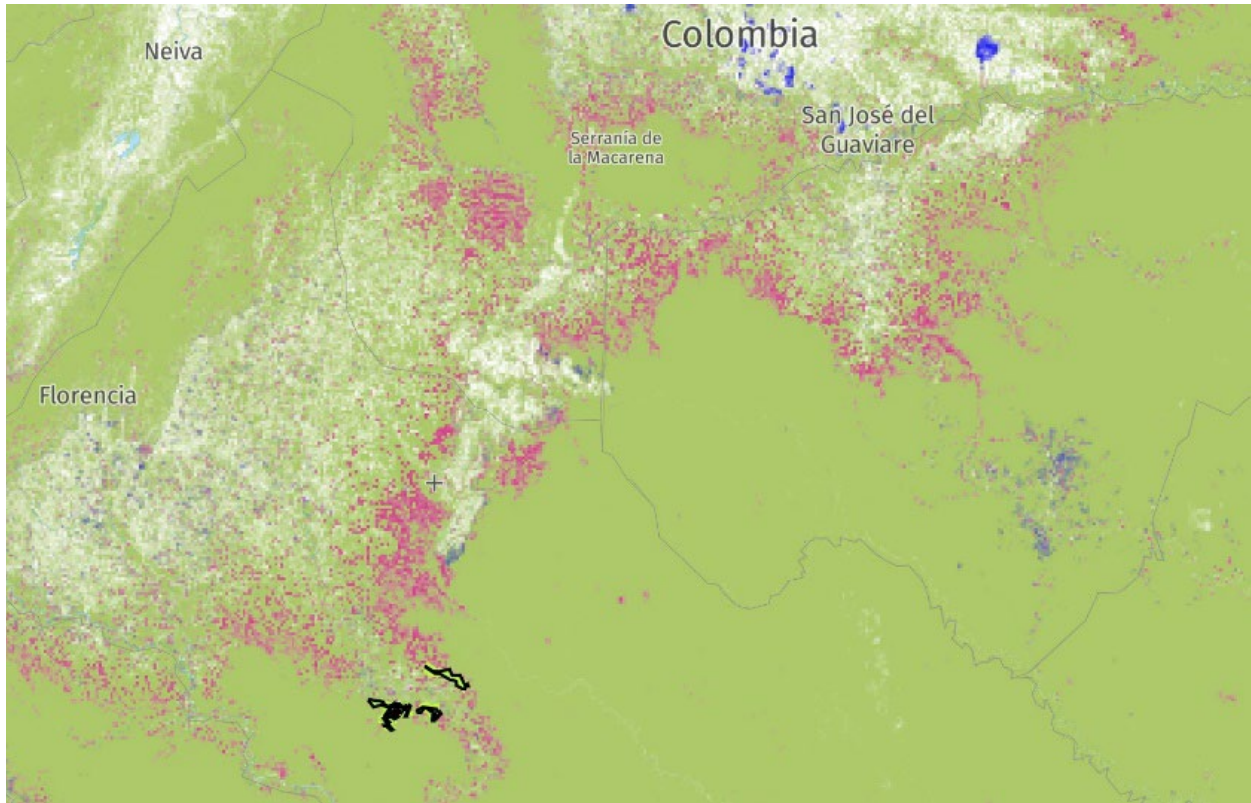 Colombia
Neiva
San José del
Guaviare
Serranía de
la Macarena
Florencia